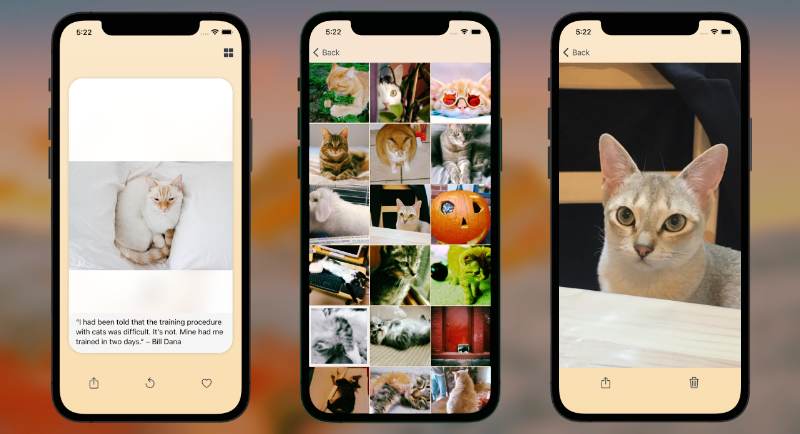 5:22
"I had been told that the training procedure
with cats was difficult. It's not. Mine had me
trained in two days." – Bill Dana
5:22
Back
5:22
Back